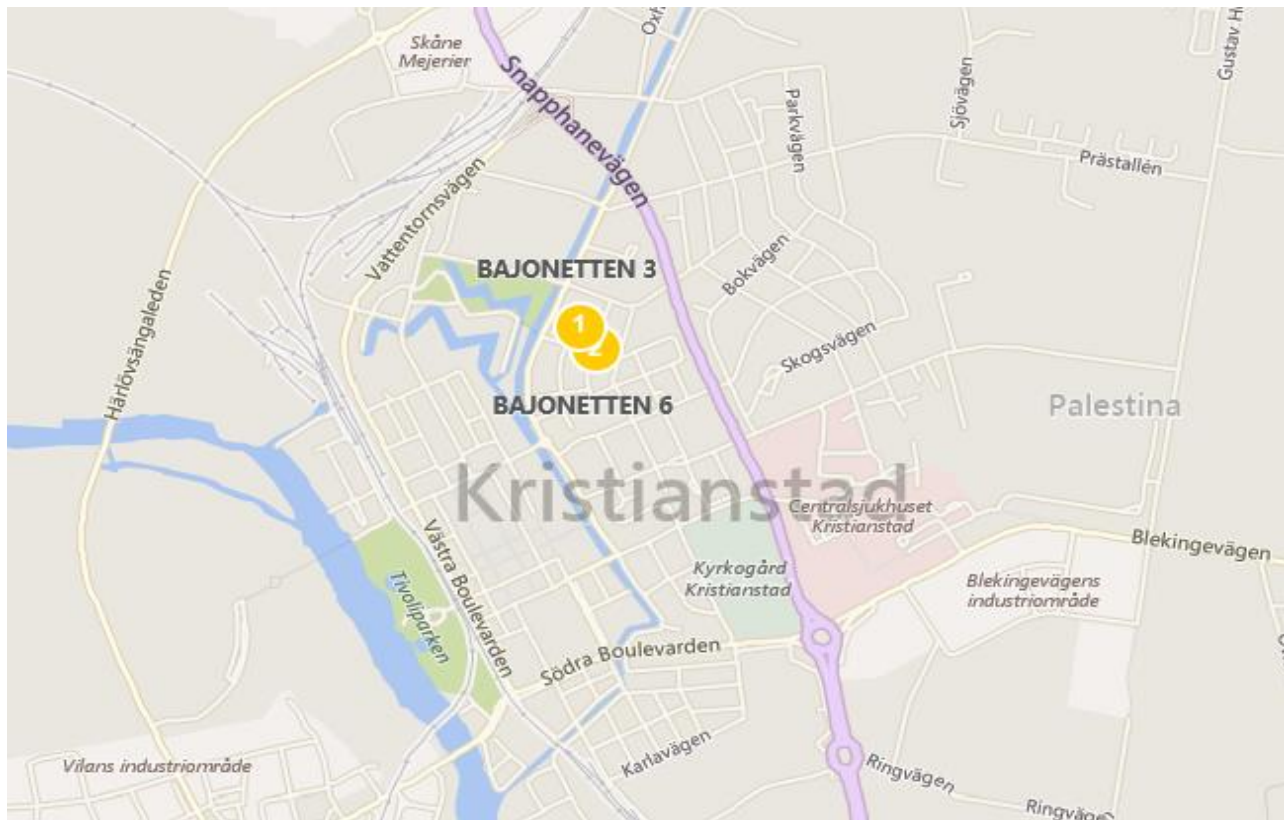 Skåne
Mejerier
Snapphanevägen
Parkvägen
Sjövägen
Prästallén
Vattentornsvägen
BAJONETTEN 3
Bokvägen
Härlövsängaleden
1
2
Skogsvägen
BAJONETTEN 6
Palestina
Kristianstad
Centralsjukhuset
Kristianstad
Västra Boulevarden
Blekingevägen
Kyrkogård
Kristianstad
Blekingevägens
industriområde
Tivoliparken
Södra Boulevarden
Karlavägen
Vilans industriområde
Ringvägen